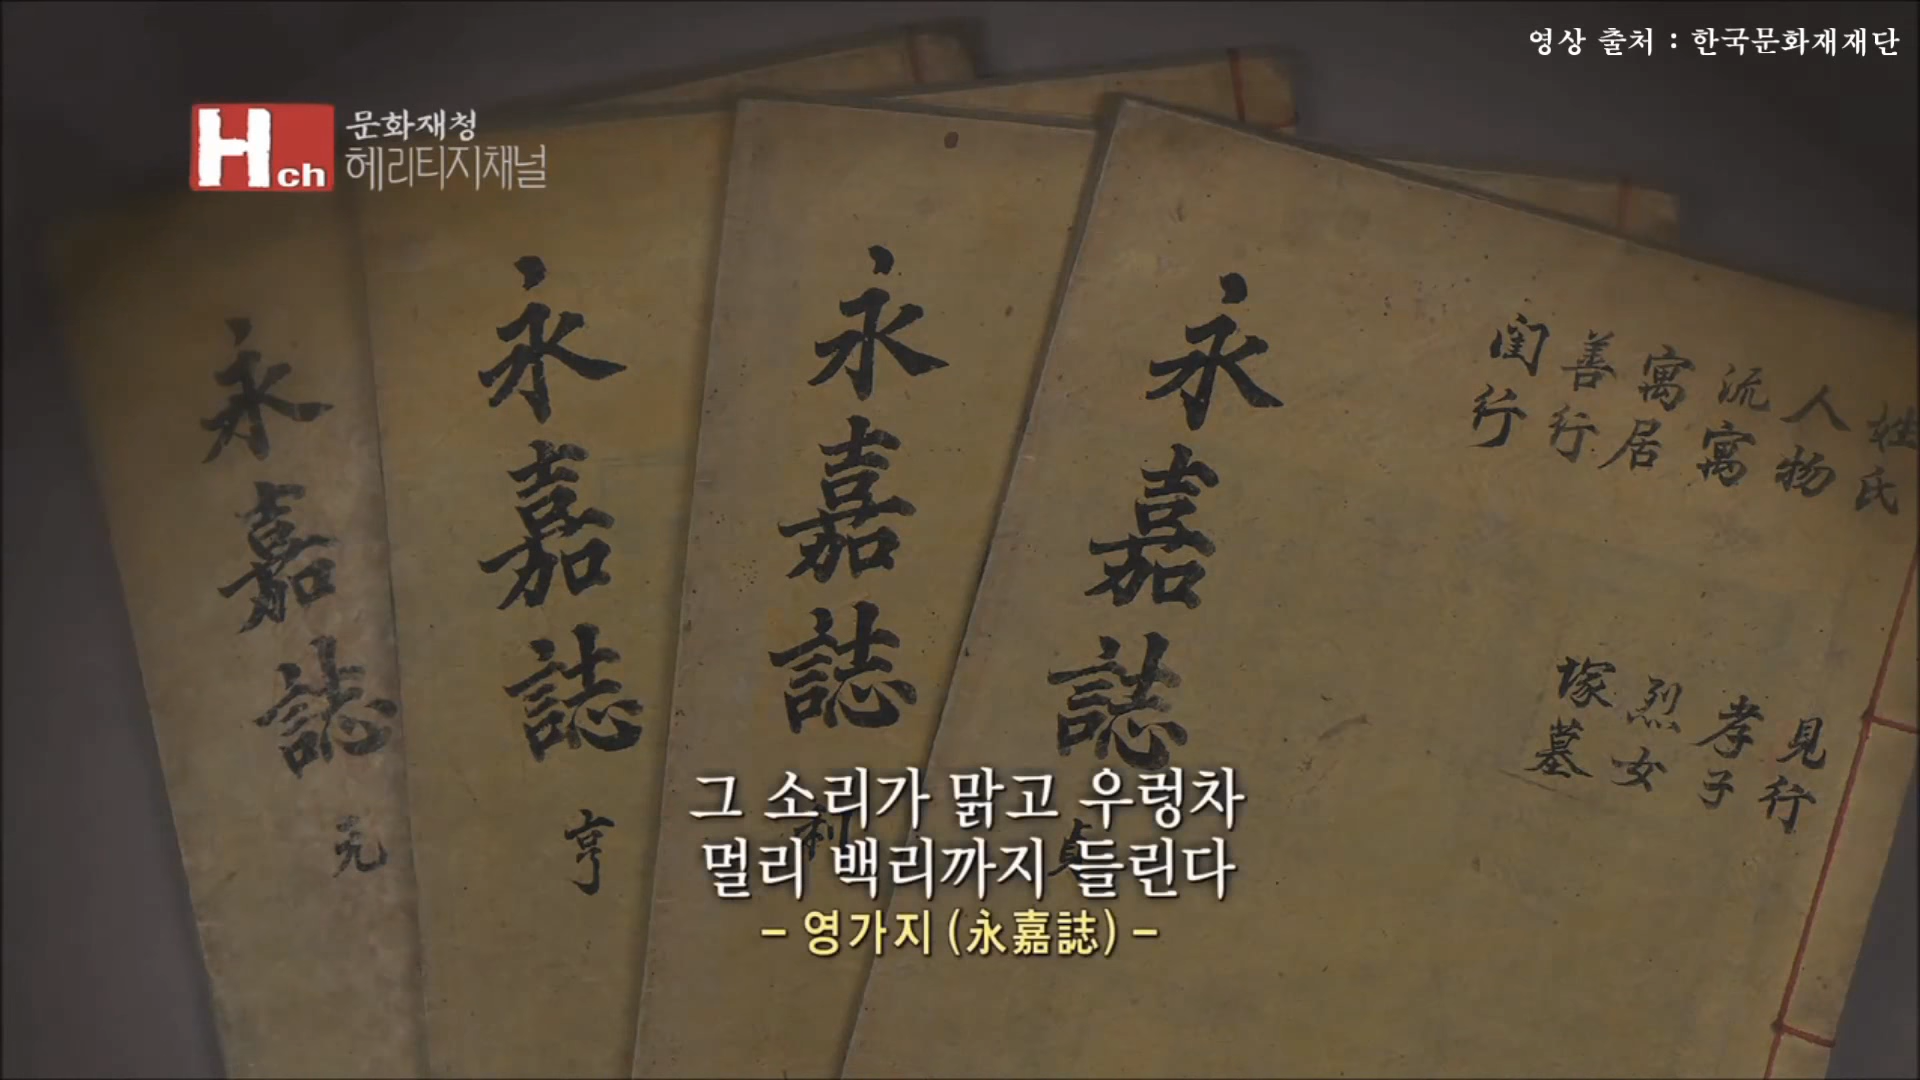 영상 출처 : 한국문화재재단
H ch
문화재청
헤리티지채널
永嘉誌 元
永嘉誌 亨
永嘉誌 利
永嘉誌 貞
姓氏
人物
流寓
寓居
善行
閨行
見行
孝子
烈女
塚墓
그 소리가 맑고 우렁차
멀리 백리까지 들린다
- 영가지 (永嘉誌) -